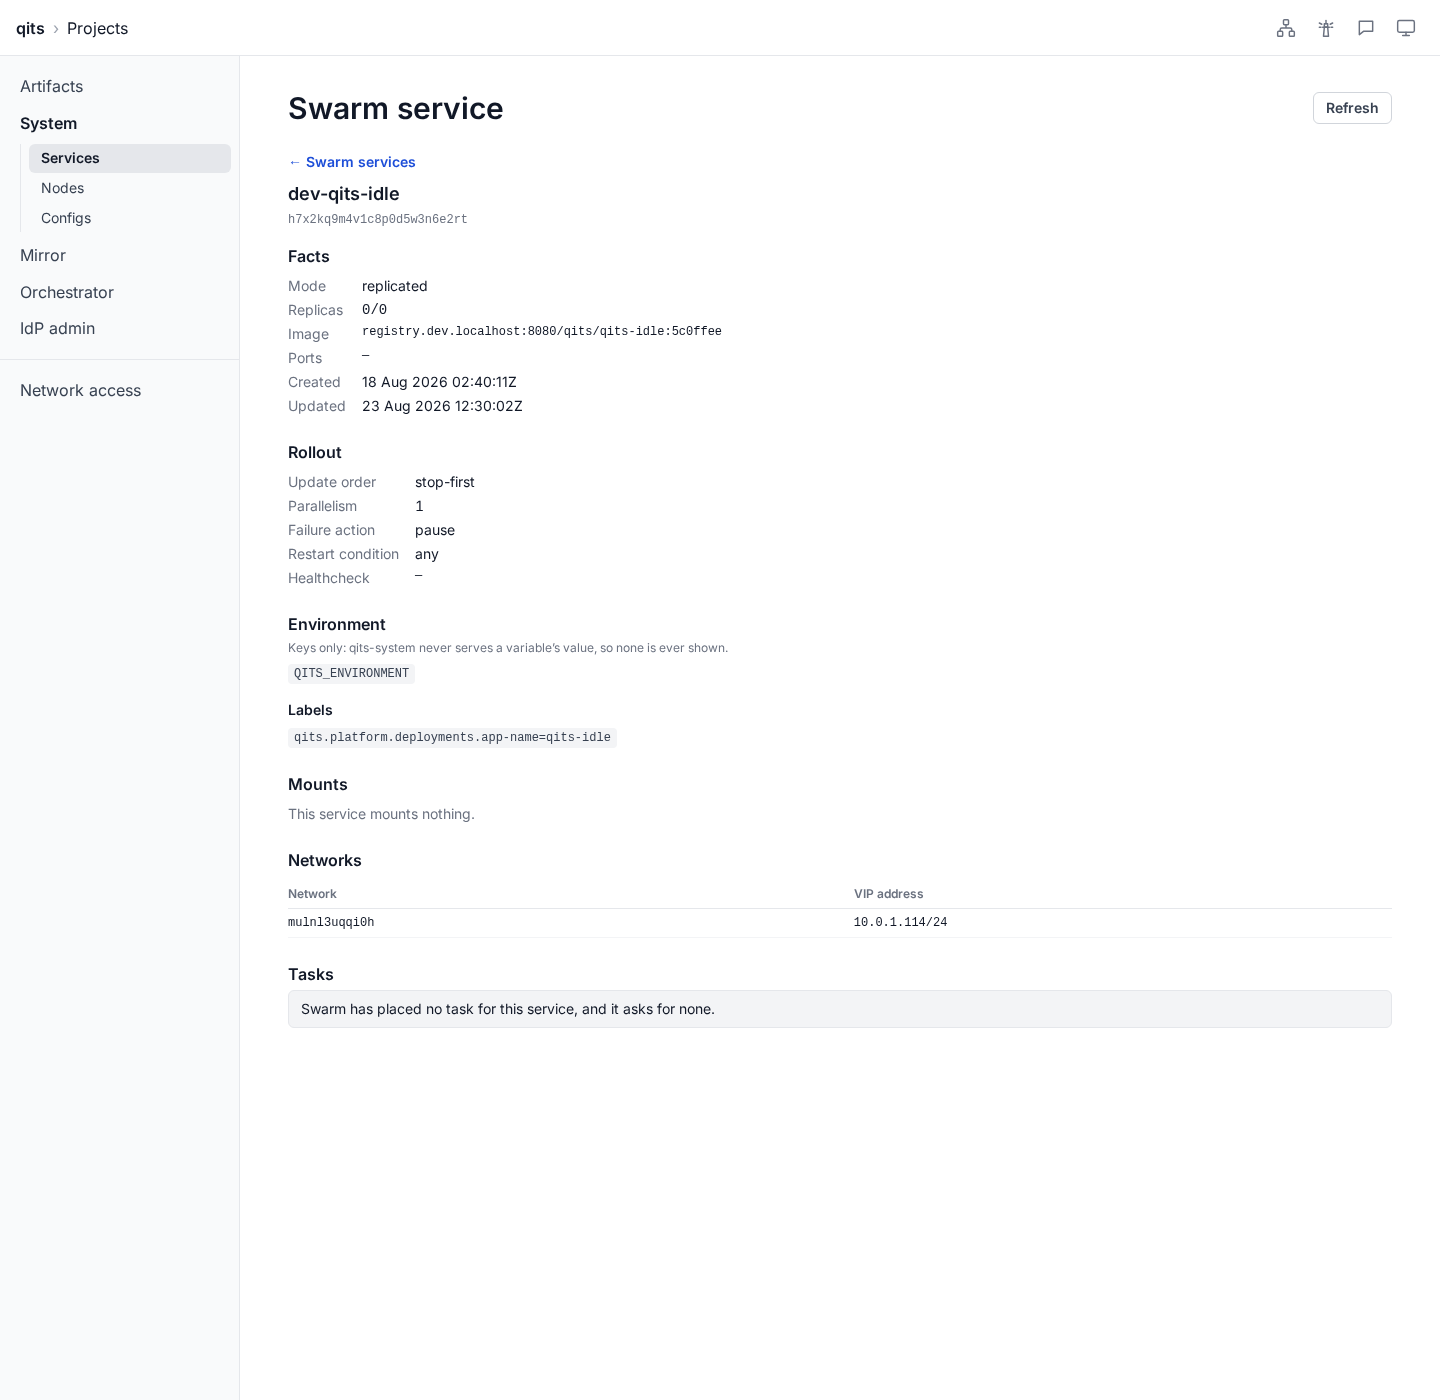 qits › Projects
Artifacts
System
Services
Nodes
Configs
Mirror
Orchestrator
IdP admin
Network access
Swarm service
Refresh
← Swarm services
dev-qits-idle
h7x2kq9m4v1c8p0d5w3n6e2rt
Facts
Mode replicated
Replicas 0/0
Image registry.dev.localhost:8080/qits/qits-idle:5c0ffee
Ports —
Created 18 Aug 2026 02:40:11Z
Updated 23 Aug 2026 12:30:02Z
Rollout
Update order stop-first
Parallelism 1
Failure action pause
Restart condition any
Healthcheck —
Environment
Keys only: qits-system never serves a variable’s value, so none is ever shown.
QITS_ENVIRONMENT
Labels
qits.platform.deployments.app-name=qits-idle
Mounts
This service mounts nothing.
Networks
Network VIP address
mulnl3uqqi0h 10.0.1.114/24
Tasks
Swarm has placed no task for this service, and it asks for none.